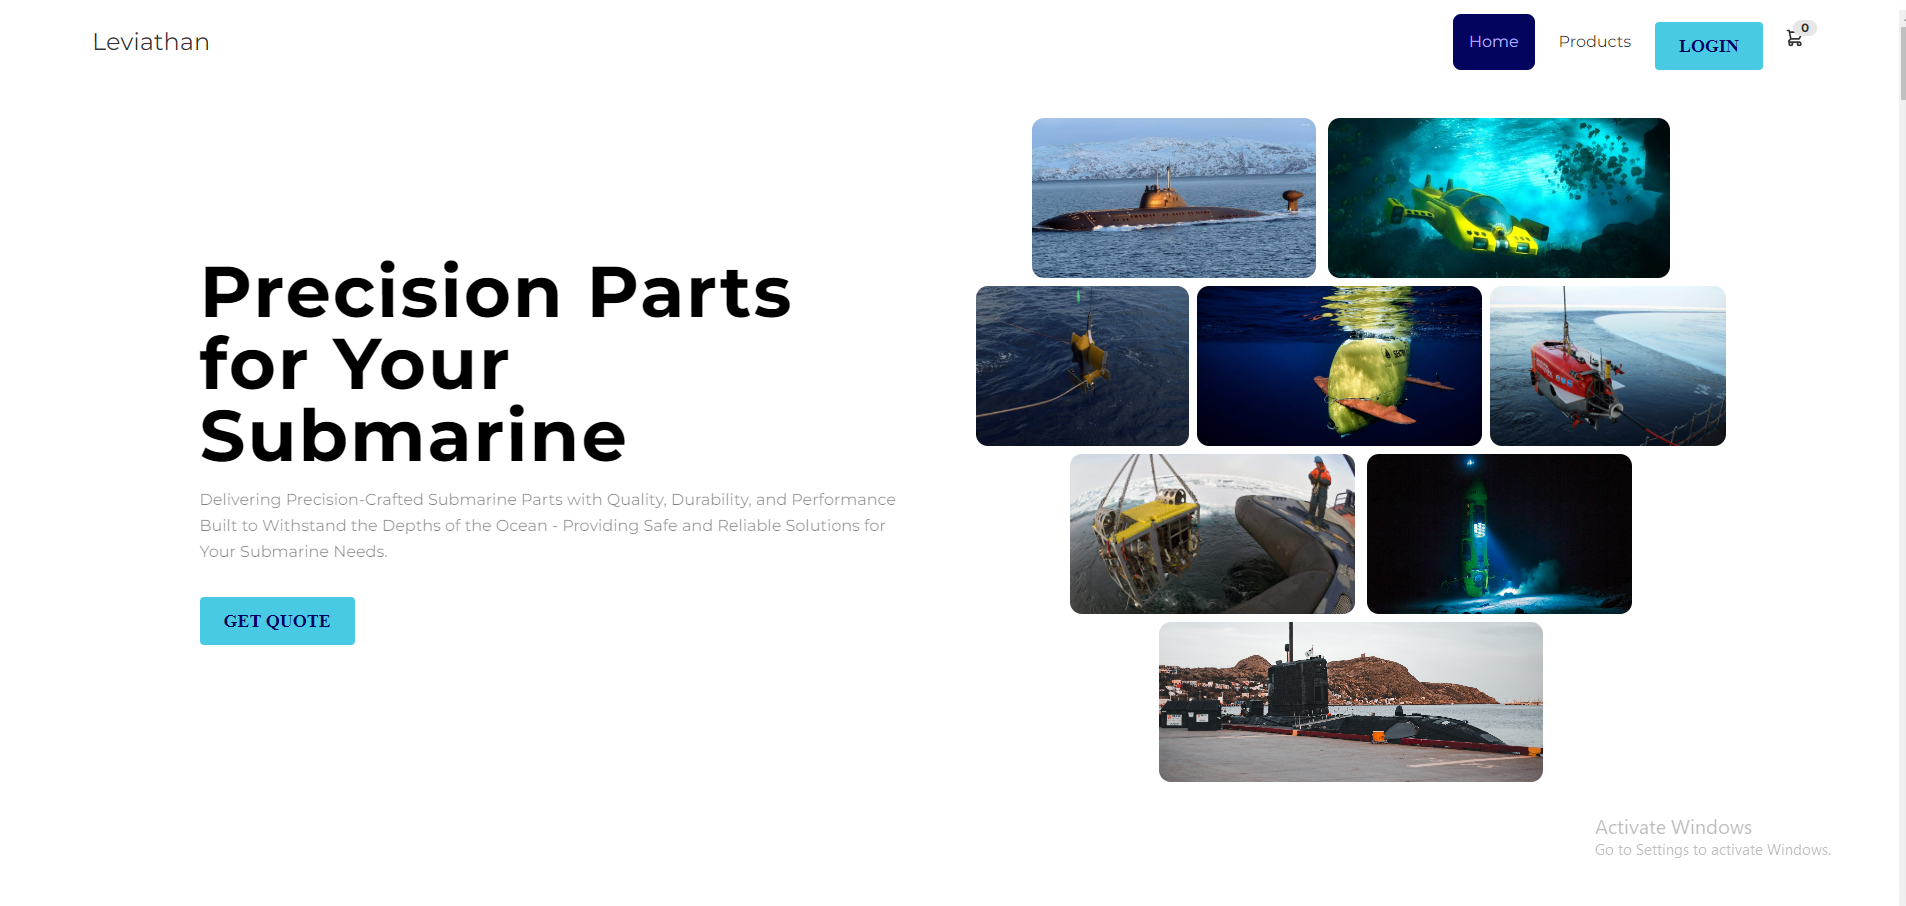 Leviathan
Home
Products
LOGIN
0
Precision Parts
for Your
Submarine
Delivering Precision-Crafted Submarine Parts with Quality, Durability, and Performance
Built to Withstand the Depths of the Ocean - Providing Safe and Reliable Solutions for
Your Submarine Needs.
GET QUOTE
Activate Windows
Go to Settings to activate Windows.